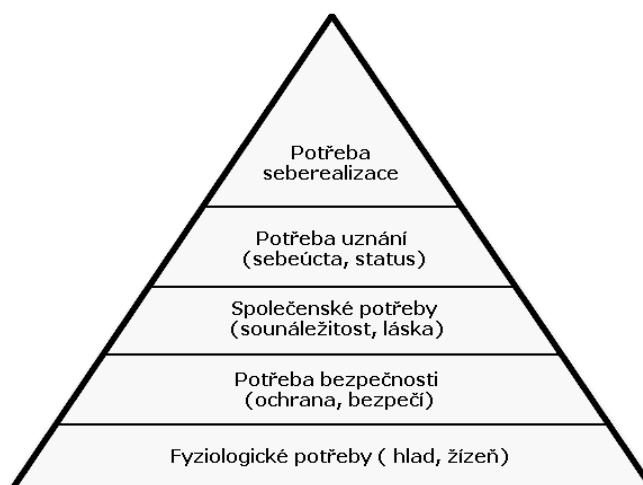 Potřeba
seberealizace
Potřeba uznání
(sebeúcta, status)
Společenské potřeby
(sounáležitost, láska)
Potřeba bezpečnosti
(ochrana, bezpečí)
Fyziologické potřeby ( hlad, žízeň)